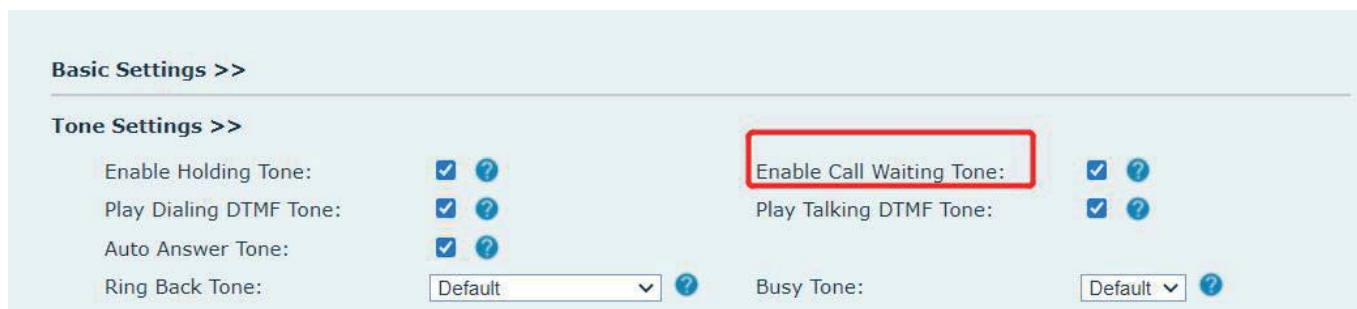 Basic Settings >>
Tone Settings >>
Enable Holding Tone: ? Enable Call Waiting Tone: ?
Play Dialing DTMF Tone: ? Play Talking DTMF Tone: ?
Auto Answer Tone: ?
Ring Back Tone: Default ? Busy Tone: Default ?